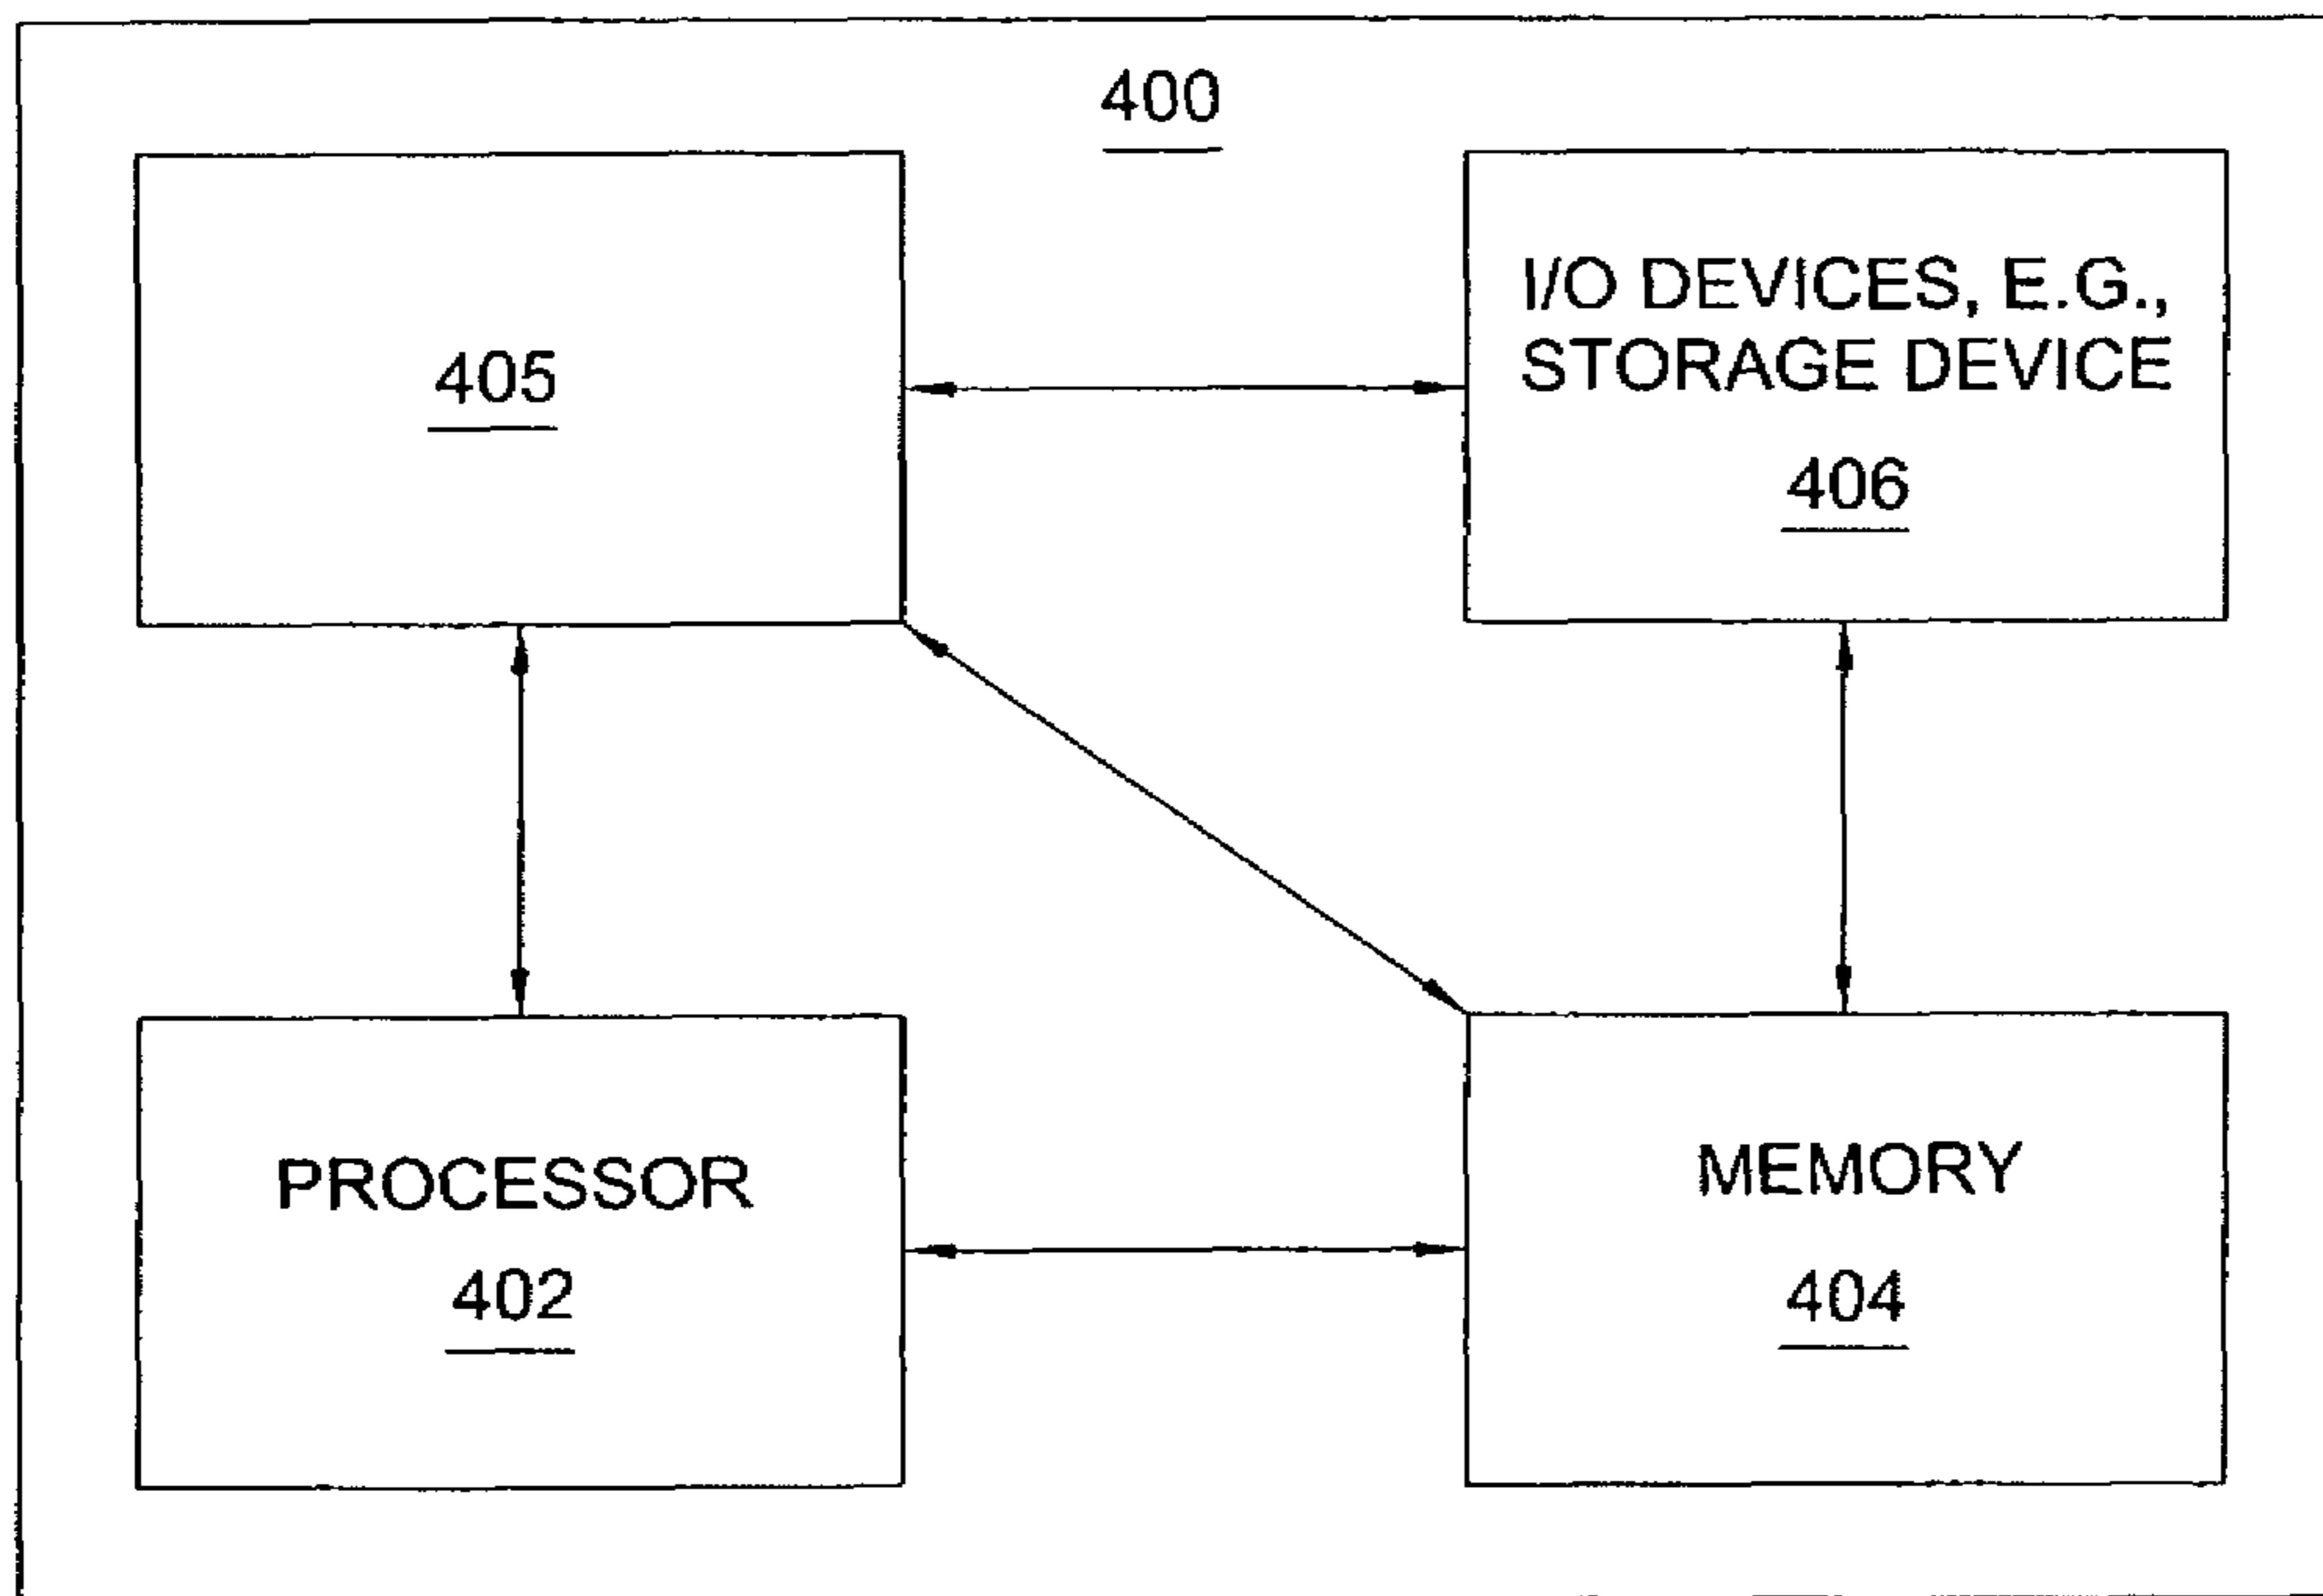 400
405
I/O DEVICES, E.G.,
STORAGE DEVICE
406
PROCESSOR
402
MEMORY
404